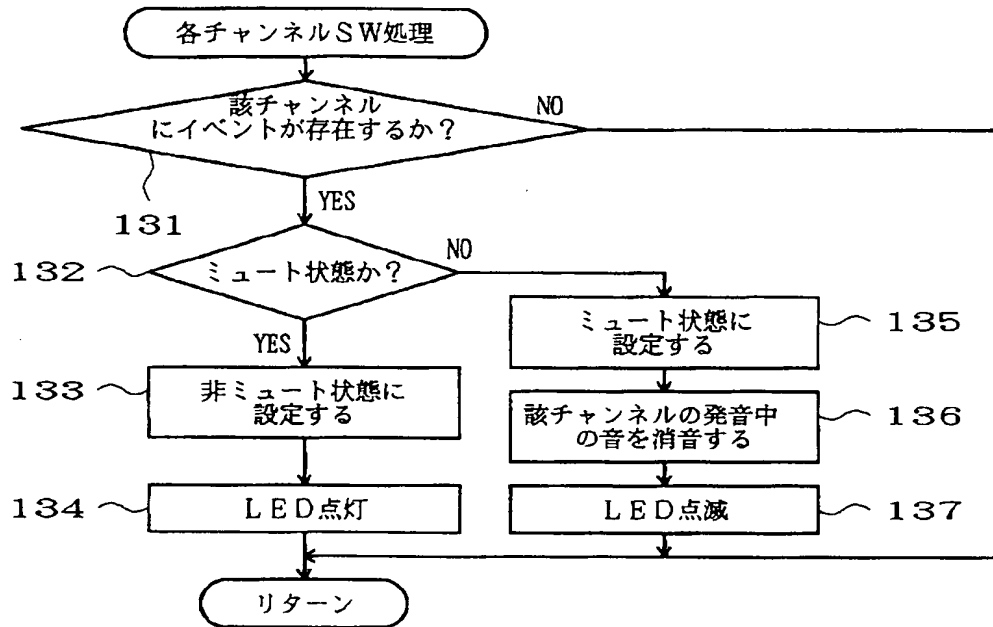 各チャンネルSW処理
該チャンネル
にイベントが存在するか?
NO
131
YES
132
ミュート状態か?
NO
YES
ミュート状態に
設定する
135
133
非ミュート状態に
設定する
該チャンネルの発音中
の音を消音する
136
134
LED点灯
LED点滅
137
リターン